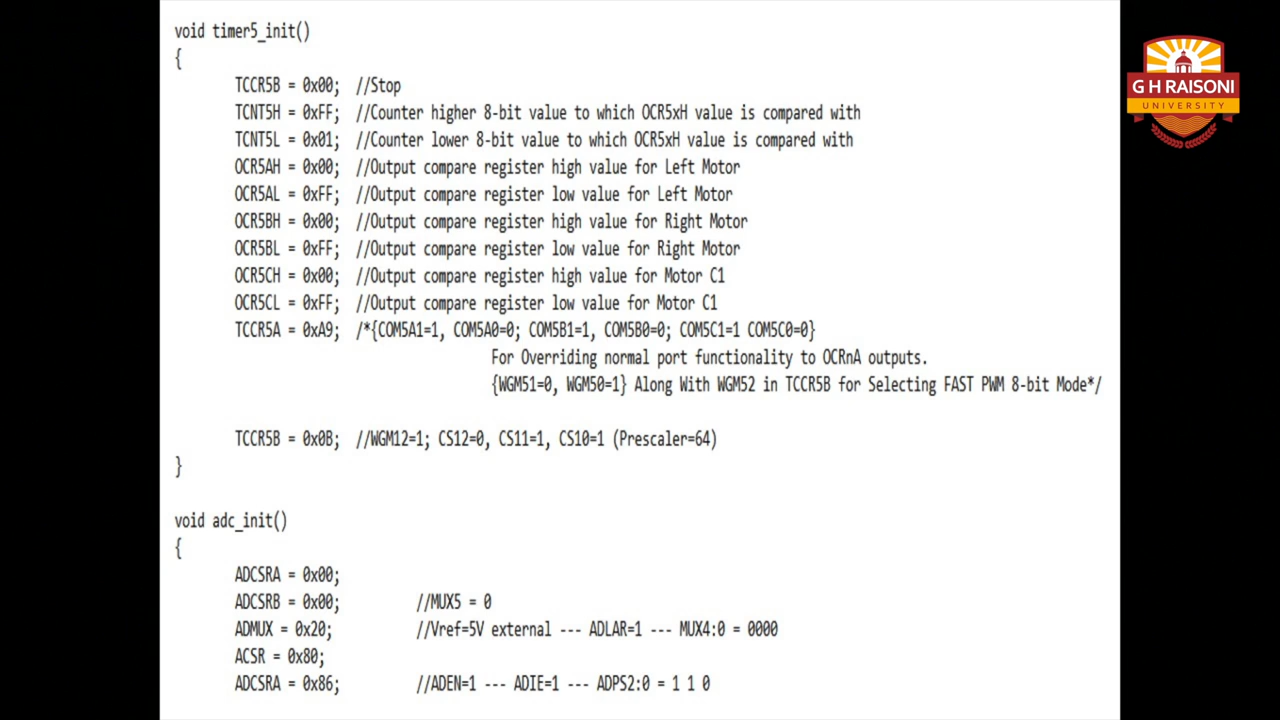 void timer5_init()
{
TCCR5B = 0x00; //Stop
TCNT5H = 0xFF; //Counter higher 8-bit value to which OCR5xH value is compared with
TCNT5L = 0x01; //Counter lower 8-bit value to which OCR5xH value is compared with
OCR5AH = 0x00; //Output compare register high value for Left Motor
OCR5AL = 0xFF; //Output compare register low value for Left Motor
OCR5BH = 0x00; //Output compare register high value for Right Motor
OCR5BL = 0xFF; //Output compare register low value for Right Motor
OCR5CH = 0x00; //Output compare register high value for Motor C1
OCR5CL = 0xFF; //Output compare register low value for Motor C1
TCCR5A = 0xA9; /*{COM5A1=1, COM5A0=0; COM5B1=1, COM5B0=0; COM5C1=1 COM5C0=0}
For Overriding normal port functionality to OCRnA outputs.
{WGM51=0, WGM50=1} Along With WGM52 in TCCR5B for Selecting FAST PWM 8-bit Mode*/
TCCR5B = 0x0B; //WGM12=1; CS12=0, CS11=1, CS10=1 (Prescaler=64)
}
void adc_init()
{
ADCSRA = 0x00;
ADCSRB = 0x00; //MUX5 = 0
ADMUX = 0x20; //Vref=5V external --- ADLAR=1 --- MUX4:0 = 0000
ACSR = 0x80;
ADCSRA = 0x86; //ADEN=1 --- ADIE=1 --- ADPS2:0 = 1 1 0
G H RAISONI
UNIVERSITY